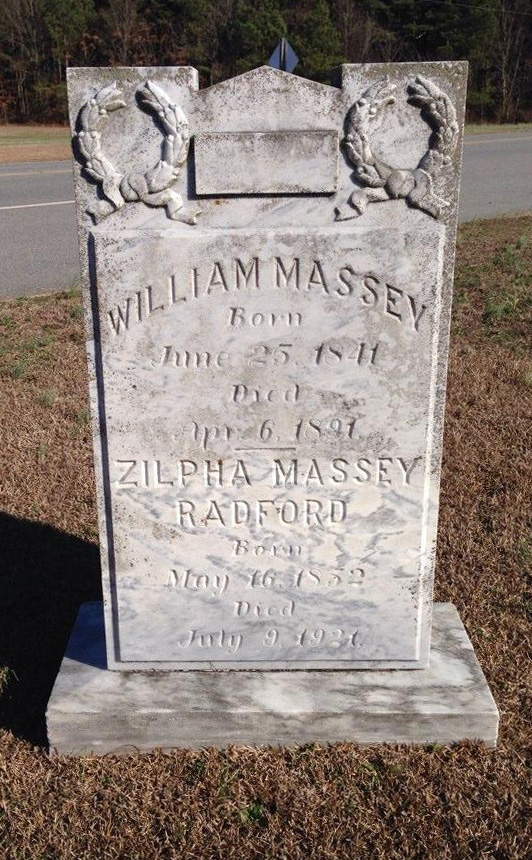 WILLIAM MASSEY
Born
June 25, 1841
Died
Apr. 6, 1891.
ZILPHA MASSEY
RADFORD
Born
May 16, 1852
Died
July 9, 1921.